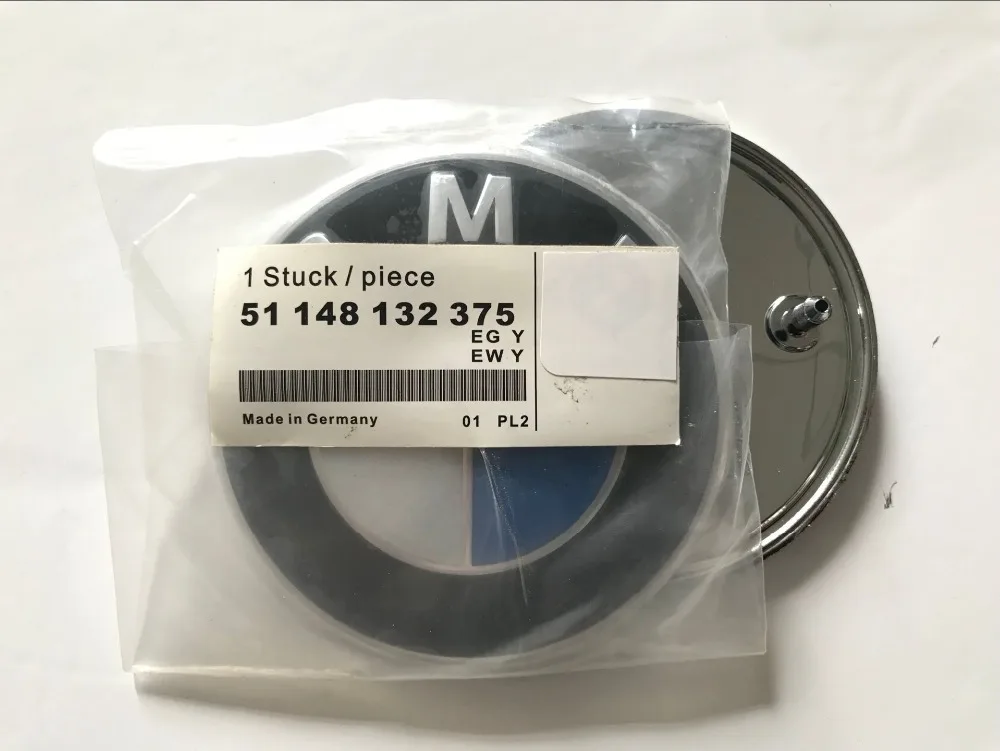 M
1 Stuck / piece
51 148 132 375
EG Y
EW Y
Made in Germany 01 PL2